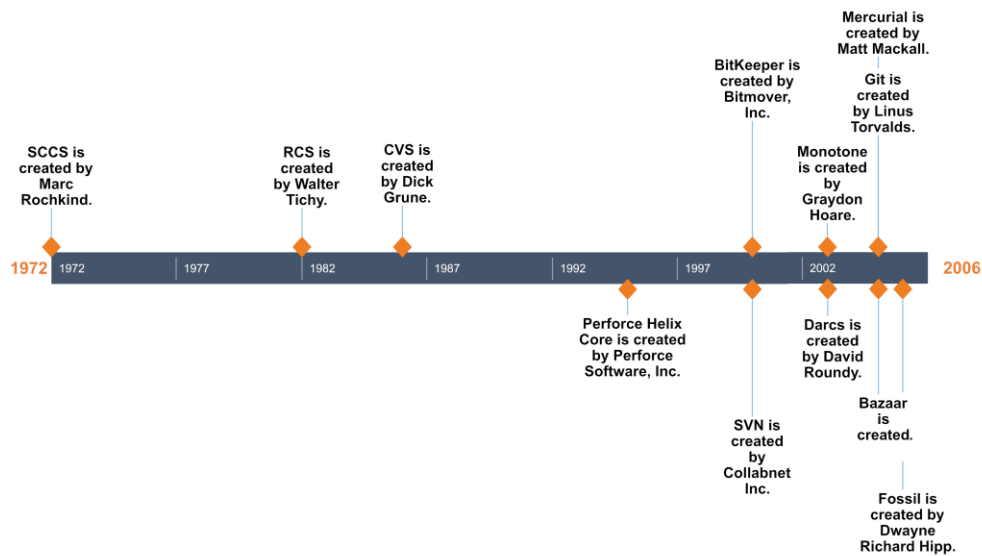 Mercurial is
created by
Matt Mackall.
BitKeeper is
created by
Bitmover,
Inc.
Git is
created
by Linus
Torvalds.
SCCS is
created by
Marc
Rochkind.
RCS is
created
by Walter
Tichy.
CVS is
created
by Dick
Grune.
Monotone
is created
by
Graydon
Hoare.
1972
1972
1977
1982
1987
1992
1997
2002
2006
Perforce Helix
Core is created
by Perforce
Software, Inc.
Darcs is
created
by David
Roundy.
SVN is
created
by
Collabnet
Inc.
Bazaar
is
created.
Fossil is
created by
Dwayne
Richard Hipp.